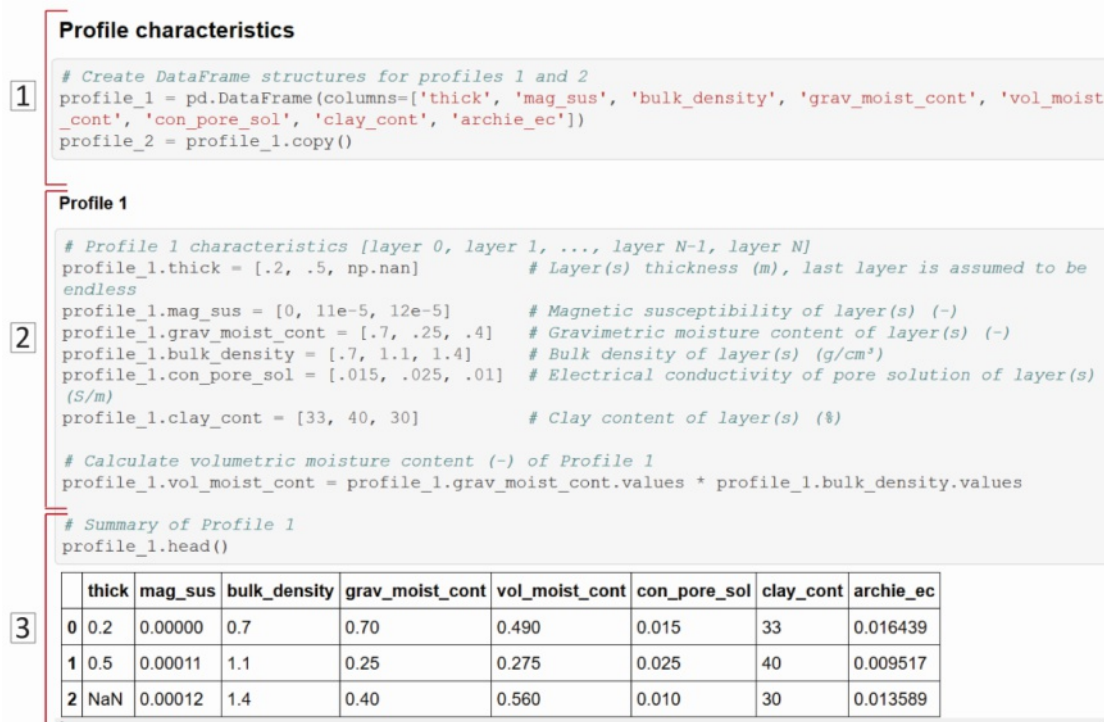 Profile characteristics
1
# Create DataFrame structures for profiles 1 and 2
profile_1 = pd.DataFrame(columns=['thick', 'mag_sus', 'bulk_density', 'grav_moist_cont', 'vol_moist
_cont', 'con_pore_sol', 'clay_cont', 'archie_ec'])
profile_2 = profile_1.copy()
Profile 1
2
# Profile 1 characteristics [layer 0, layer 1, ..., layer N-1, layer N]
profile_1.thick = [.2, .5, np.nan] # Layer(s) thickness (m), last layer is assumed to be
endless
profile_1.mag_sus = [0, 11e-5, 12e-5] # Magnetic susceptibility of layer(s) (-)
profile_1.grav_moist_cont = [.7, .25, .4] # Gravimetric moisture content of layer(s) (-)
profile_1.bulk_density = [.7, 1.1, 1.4] # Bulk density of layer(s) (g/cm³)
profile_1.con_pore_sol = [.015, .025, .01] # Electrical conductivity of pore solution of layer(s)
(S/m)
profile_1.clay_cont = [33, 40, 30] # Clay content of layer(s) (%)
# Calculate volumetric moisture content (-) of Profile 1
profile_1.vol_moist_cont = profile_1.grav_moist_cont.values * profile_1.bulk_density.values
# Summary of Profile 1
profile_1.head()
3
thick mag_sus bulk_density grav_moist_cont vol_moist_cont con_pore_sol clay_cont archie_ec
0 0.2 0.00000 0.7 0.70 0.490 0.015 33 0.016439
1 0.5 0.00011 1.1 0.25 0.275 0.025 40 0.009517
2 NaN 0.00012 1.4 0.40 0.560 0.010 30 0.013589